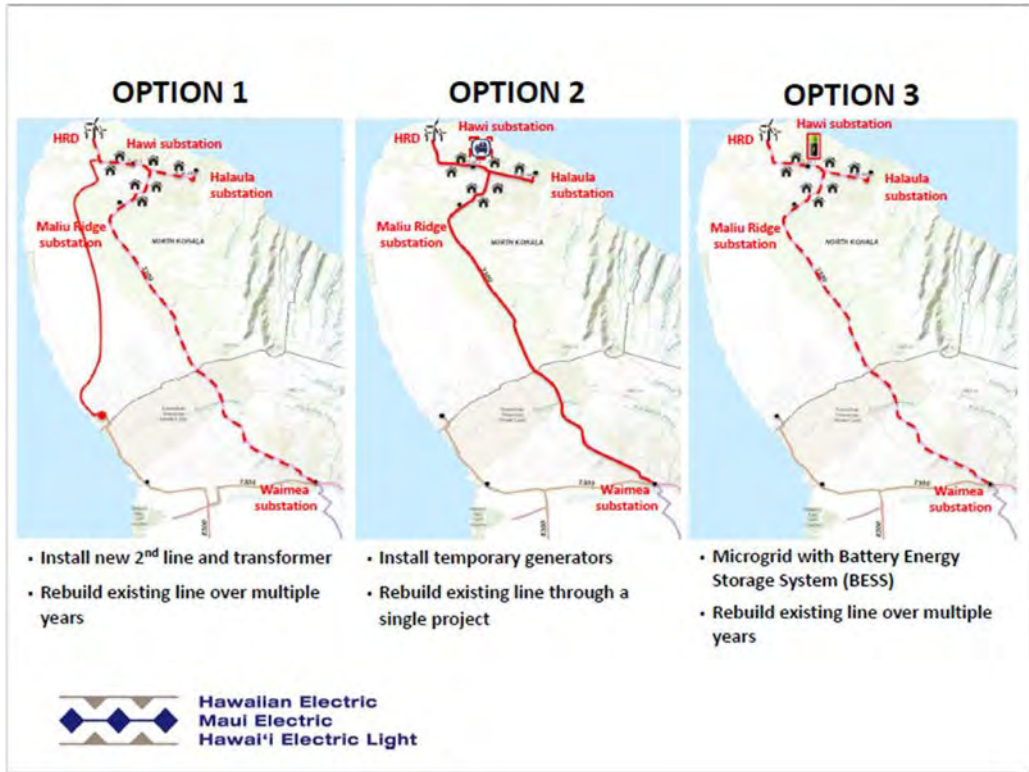 OPTION 1
HRD
Hawi substation
Halaula
substation
Maliu Ridge
substation
NORTH KOHALA
Waimea
substation
• Install new 2nd line and transformer
• Rebuild existing line over multiple
years
OPTION 2
HRD
Hawi substation
Halaula
substation
Maliu Ridge
substation
NORTH KOHALA
7300
Waimea
substation
• Install temporary generators
• Rebuild existing line through a
single project
OPTION 3
Hawi substation
HRD
Halaula
substation
Maliu Ridge
substation
NORTH KOHALA
7300
Waimea
substation
• Microgrid with Battery Energy
Storage System (BESS)
• Rebuild existing line over multiple
years
Hawaiian Electric
Maui Electric
Hawai‘i Electric Light